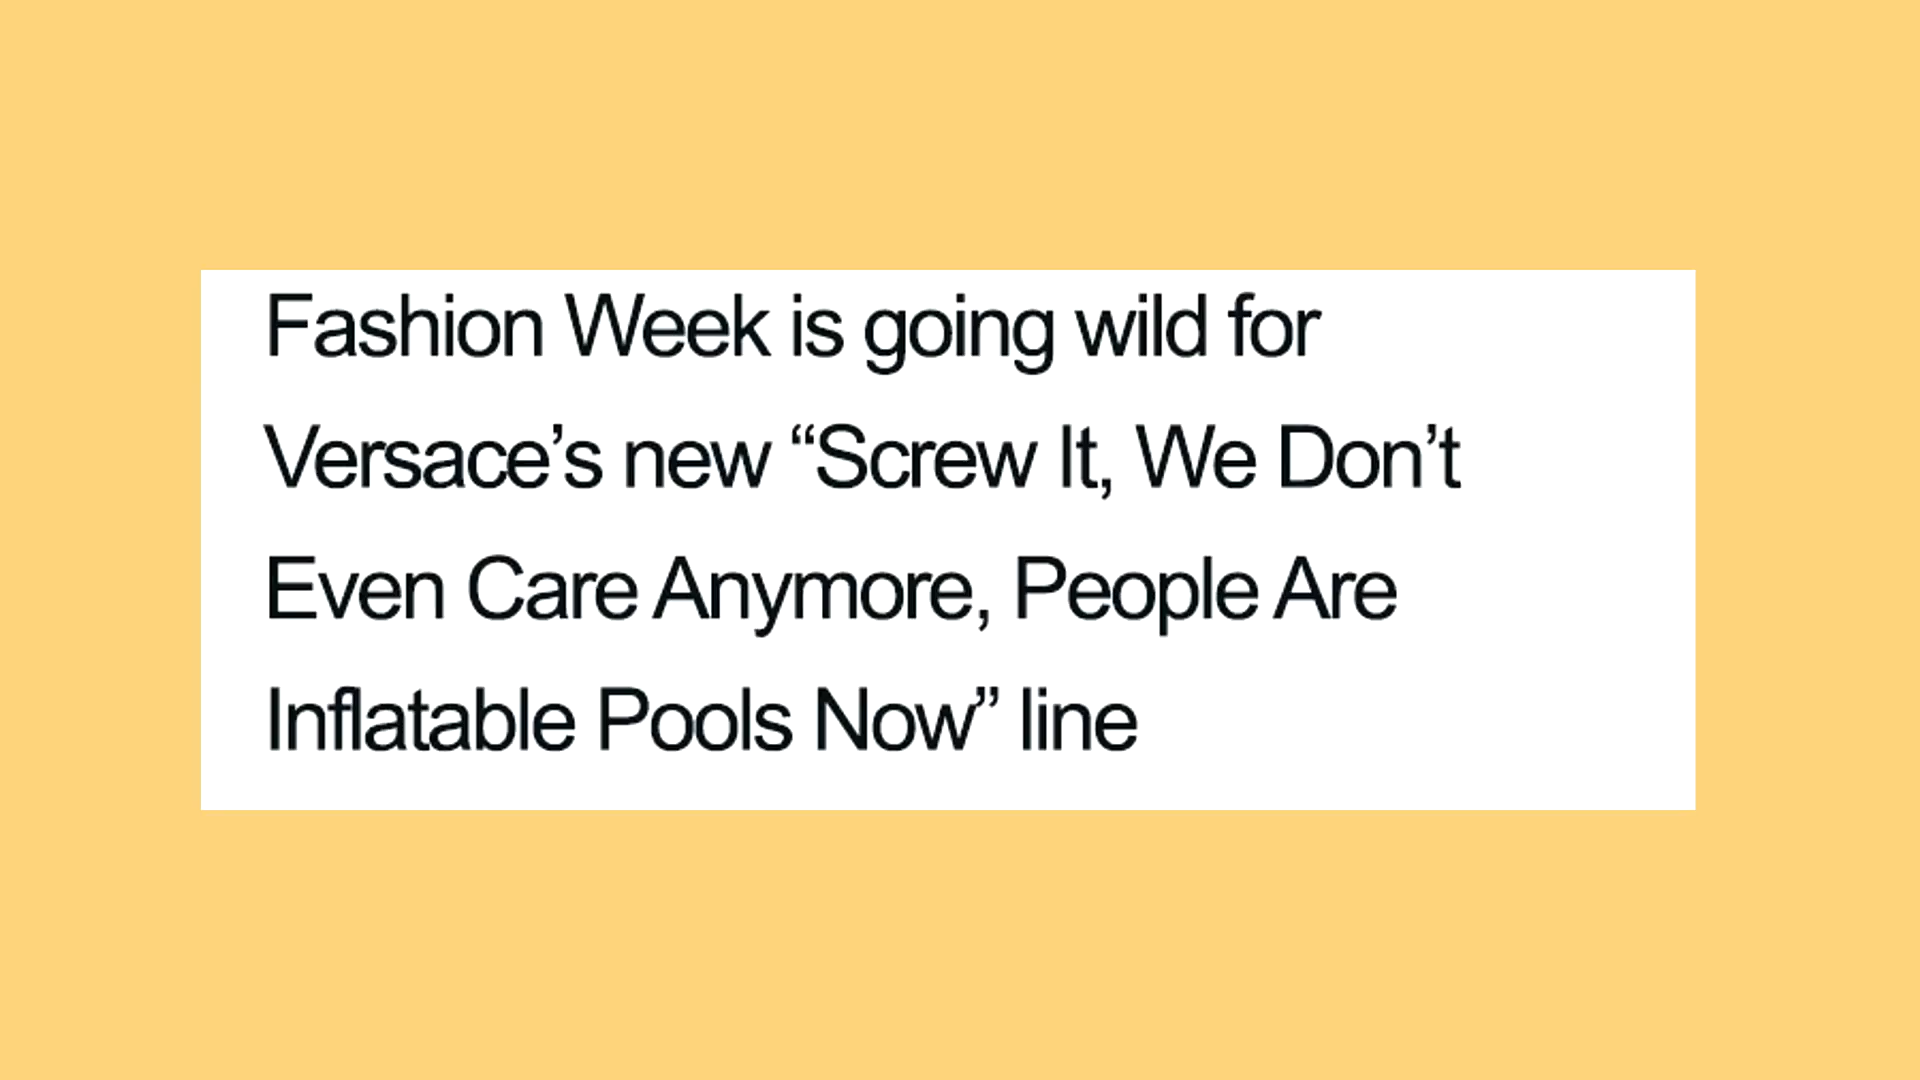 Fashion Week is going wild for
Versace’s new “Screw It, We Don’t
Even Care Anymore, People Are
Inflatable Pools Now” line